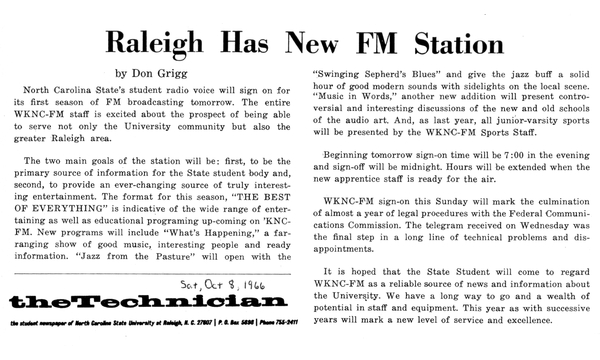 Raleigh Has New FM Station
by Don Grigg
North Carolina State's student radio voice will sign on for
its first season of FM broadcasting tomorrow. The entire
WKNC-FM staff is excited about the prospect of being able
to serve not only the University community but also the
greater Raleigh area.
The two main goals of the station will be: first, to be the
primary source of information for the State student body and,
second, to provide an ever-changing source of truly interest-
ing entertainment. The format for this season, "THE BEST
OF EVERYTHING" is indicative of the wide range of enter-
taining as well as educational programing up-coming on 'KNC-
FM. New programs will include "What's Happening," a far-
ranging show of good music, interesting people and ready
information. "Jazz from the Pasture" will open with the
"Swinging Sepherd's Blues" and give the jazz buff a solid
hour of good modern sounds with sidelights on the local scene.
"Music in Words," another new addition will present contro-
versial and interesting discussions of the new and old schools
of the audio art. And, as last year, all junior-varsity sports
will be presented by the WKNC-FM Sports Staff.
Beginning tomorrow sign-on time will be 7:00 in the evening
and sign-off will be midnight. Hours will be extended when the
new apprentice staff is ready for the air.
WKNC-FM sign-on this Sunday will mark the culmination
of almost a year of legal procedures with the Federal Communi-
cations Commission. The telegram received on Wednesday was
the final step in a long line of technical problems and dis-
appointments.
It is hoped that the State Student will come to regard
WKNC-FM as a reliable source of news and information about
the University. We have a long way to go and a wealth of
potential in staff and equipment. This year as with successive
years will mark a new level of service and excellence.
Sat, Oct 8, 1966
theTechnician
the student newspaper of North Carolina State University at Raleigh, N. C. 27607 | P. O. Box 5698 | Phone 755-2411